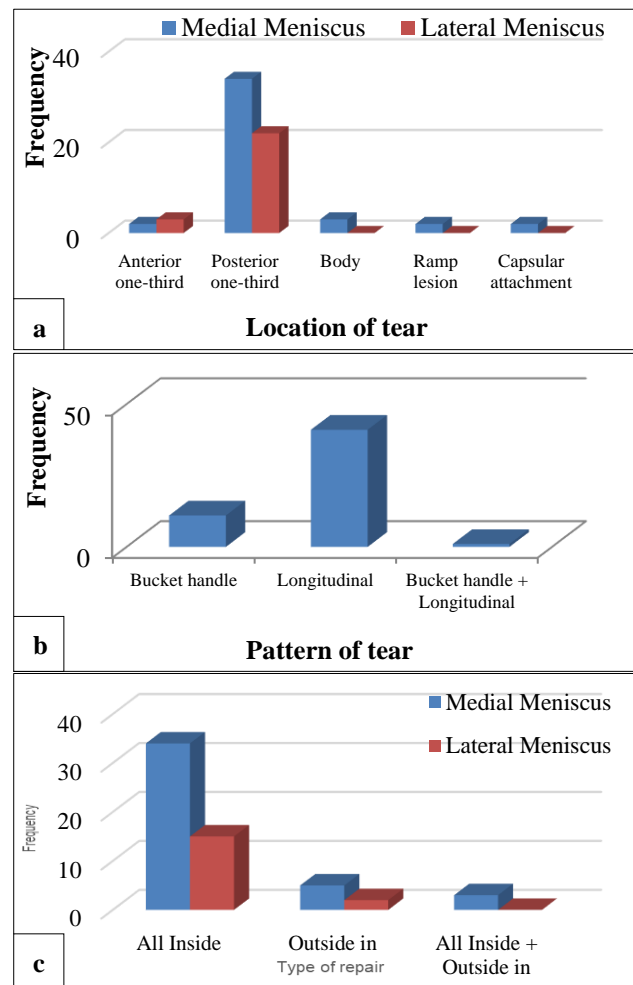 Medial Meniscus Lateral Meniscus
Frequency
40
20
0
Anterior one-third
Posterior one-third
Body
Ramp lesion
Capsular attachment
a
Location of tear
Frequency
50
0
Bucket handle
Longitudinal
Bucket handle +
Longitudinal
b
Pattern of tear
Medial Meniscus
Lateral Meniscus
Frequency
40
30
20
10
0
All Inside
Outside in
All Inside +
Outside in
Type of repair
c